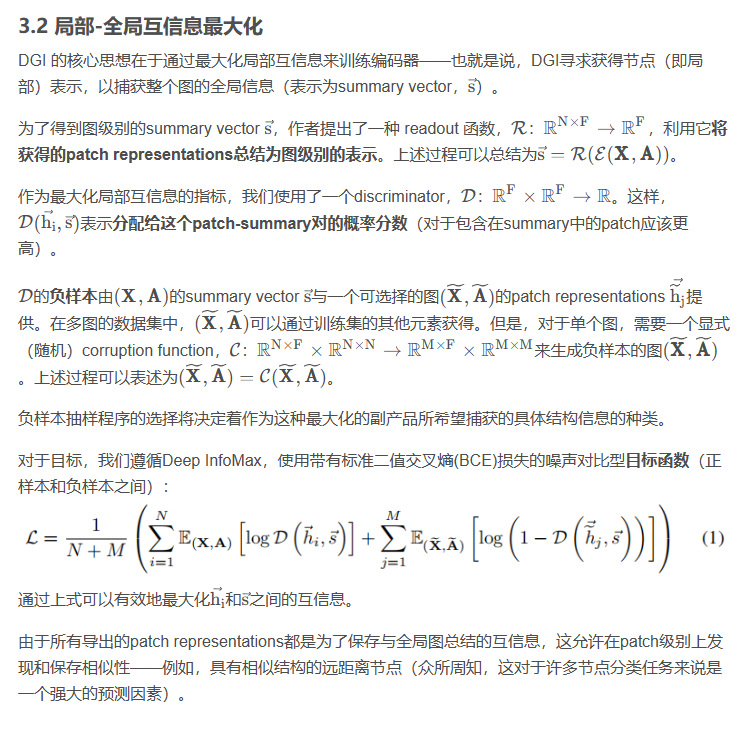 3.2 局部-全局互信息最大化
DGI 的核心思想在于通过最大化局部互信息来训练编码器——也就是说，DGI寻求获得节点（即局
部）表示，以捕获整个图的全局信息（表示为summary vector，$\vec{s}$）。
为了得到图级别的summary vector $\vec{s}$，作者提出了一种 readout 函数，$\mathcal{R}$：$\mathbb{R}^{N \times F} \to \mathbb{R}^{F}$，利用它将
获得的patch representations总结为图级别的表示。上述过程可以总结为$\vec{s} = \mathcal{R}(\mathcal{E}(\mathbf{X}, \mathbf{A}))$。
作为最大化局部互信息的指标，我们使用了一个discriminator，$\mathcal{D}$：$\mathbb{R}^{F} \times \mathbb{R}^{F} \to \mathbb{R}$。这样，
$\mathcal{D}(\vec{h_i}, \vec{s})$表示分配给这个patch-summary对的概率分数（对于包含在summary中的patch应该更
高）。
$\mathcal{D}$的负样本由$(\mathbf{X}, \mathbf{A})$的summary vector $\vec{s}$与一个可选择的图$(\widetilde{\mathbf{X}}, \widetilde{\mathbf{A}})$的patch representations $\vec{\widetilde{h}}_j$提
供。在多图的数据集中，$(\widetilde{\mathbf{X}}, \widetilde{\mathbf{A}})$可以通过训练集的其他元素获得。但是，对于单个图，需要一个显式
（随机）corruption function，$\mathcal{C}$：$\mathbb{R}^{N \times F} \times \mathbb{R}^{N \times N} \to \mathbb{R}^{M \times F} \times \mathbb{R}^{M \times M}$来生成负样本的图$(\widetilde{\mathbf{X}}, \widetilde{\mathbf{A}})$
。上述过程可以表述为$(\widetilde{\mathbf{X}}, \widetilde{\mathbf{A}}) = \mathcal{C}(\widetilde{\mathbf{X}}, \widetilde{\mathbf{A}})$。
负样本抽样程序的选择将决定着作为这种最大化的副产品所希望捕获的具体结构信息的种类。
对于目标，我们遵循Deep InfoMax，使用带有标准二值交叉熵(BCE)损失的噪声对比型目标函数（正
样本和负样本之间）：
$\mathcal{L} = \frac{1}{N+M} \left( \sum_{i=1}^{N} \mathbb{E}_{(\mathbf{X},\mathbf{A})} \left[ \log \mathcal{D} \left( \vec{h}_i, \vec{s} \right) \right] + \sum_{j=1}^{M} \mathbb{E}_{(\widetilde{\mathbf{X}},\widetilde{\mathbf{A}})} \left[ \log \left( 1 - \mathcal{D} \left( \vec{\widetilde{h}}_j, \vec{s} \right) \right) \right] \right)$ (1)
通过上式可以有效地最大化$\vec{h_i}$和$\vec{s}$之间的互信息。
由于所有导出的patch representations都是为了保存与全局图总结的互信息，这允许在patch级别上发
现和保存相似性——例如，具有相似结构的远距离节点（众所周知，这对于许多节点分类任务来说是
一个强大的预测因素）。